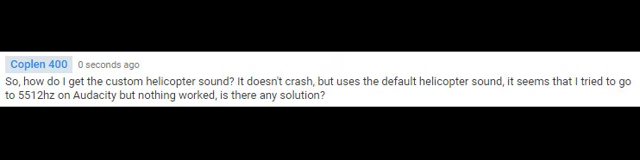 Coplen 400 0 seconds ago
So, how do I get the custom helicopter sound? It doesn't crash, but uses the default helicopter sound, it seems that I tried to go
to 5512hz on Audacity but nothing worked, is there any solution?